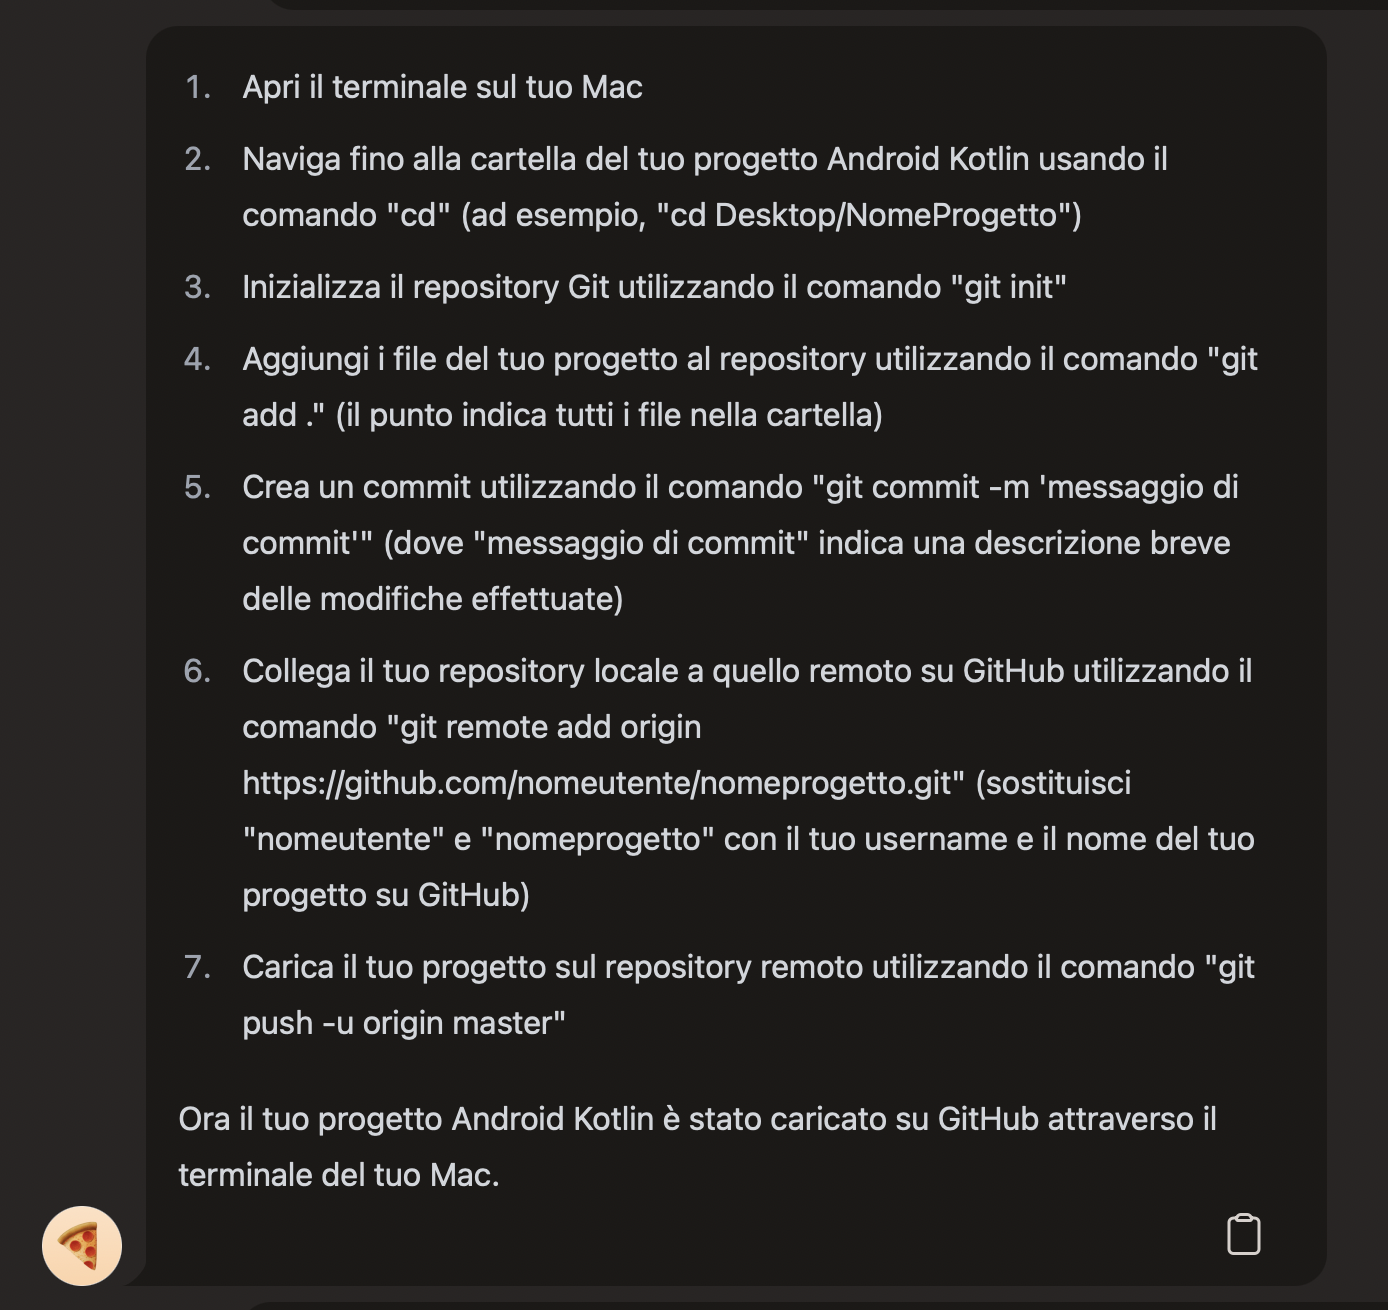 1. Apri il terminale sul tuo Mac
2. Naviga fino alla cartella del tuo progetto Android Kotlin usando il
comando "cd" (ad esempio, "cd Desktop/NomeProgetto")
3. Inizializza il repository Git utilizzando il comando "git init"
4. Aggiungi i file del tuo progetto al repository utilizzando il comando "git
add ." (il punto indica tutti i file nella cartella)
5. Crea un commit utilizzando il comando "git commit -m 'messaggio di
commit'" (dove "messaggio di commit" indica una descrizione breve
delle modifiche effettuate)
6. Collega il tuo repository locale a quello remoto su GitHub utilizzando il
comando "git remote add origin
https://github.com/nomeutente/nomeprogetto.git" (sostituisci
"nomeutente" e "nomeprogetto" con il tuo username e il nome del tuo
progetto su GitHub)
7. Carica il tuo progetto sul repository remoto utilizzando il comando "git
push -u origin master"
Ora il tuo progetto Android Kotlin è stato caricato su GitHub attraverso il
terminale del tuo Mac.